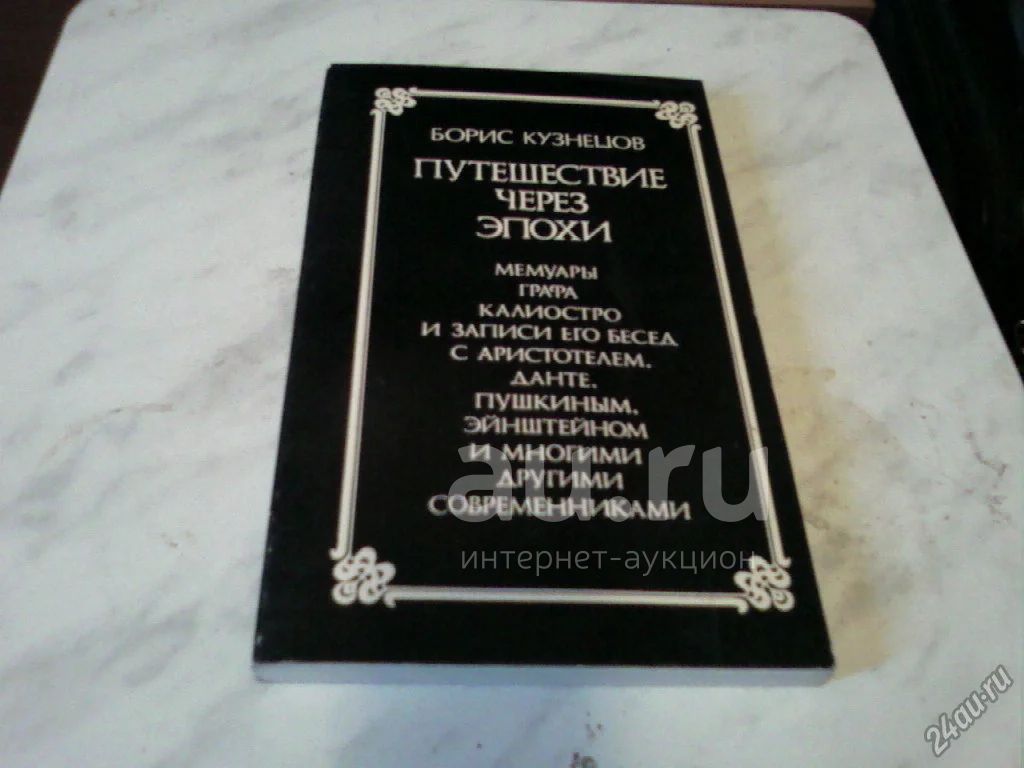 БОРИС КУЗНЕЦОВ
ПУТЕШЕСТВИЕ
ЧЕРЕЗ
ЭПОХИ
МЕМУАРЫ
ГРАФА
КАЛИОСТРО
И ЗАПИСИ ЕГО БЕСЕД
С АРИСТОТЕЛЕМ,
ДАНТЕ,
ПУШКИНЫМ,
ЭЙНШТЕЙНОМ
И МНОГИМИ
ДРУГИМИ
СОВРЕМЕННИКАМИ
au.ru
интернет-аукцион
24au.ru